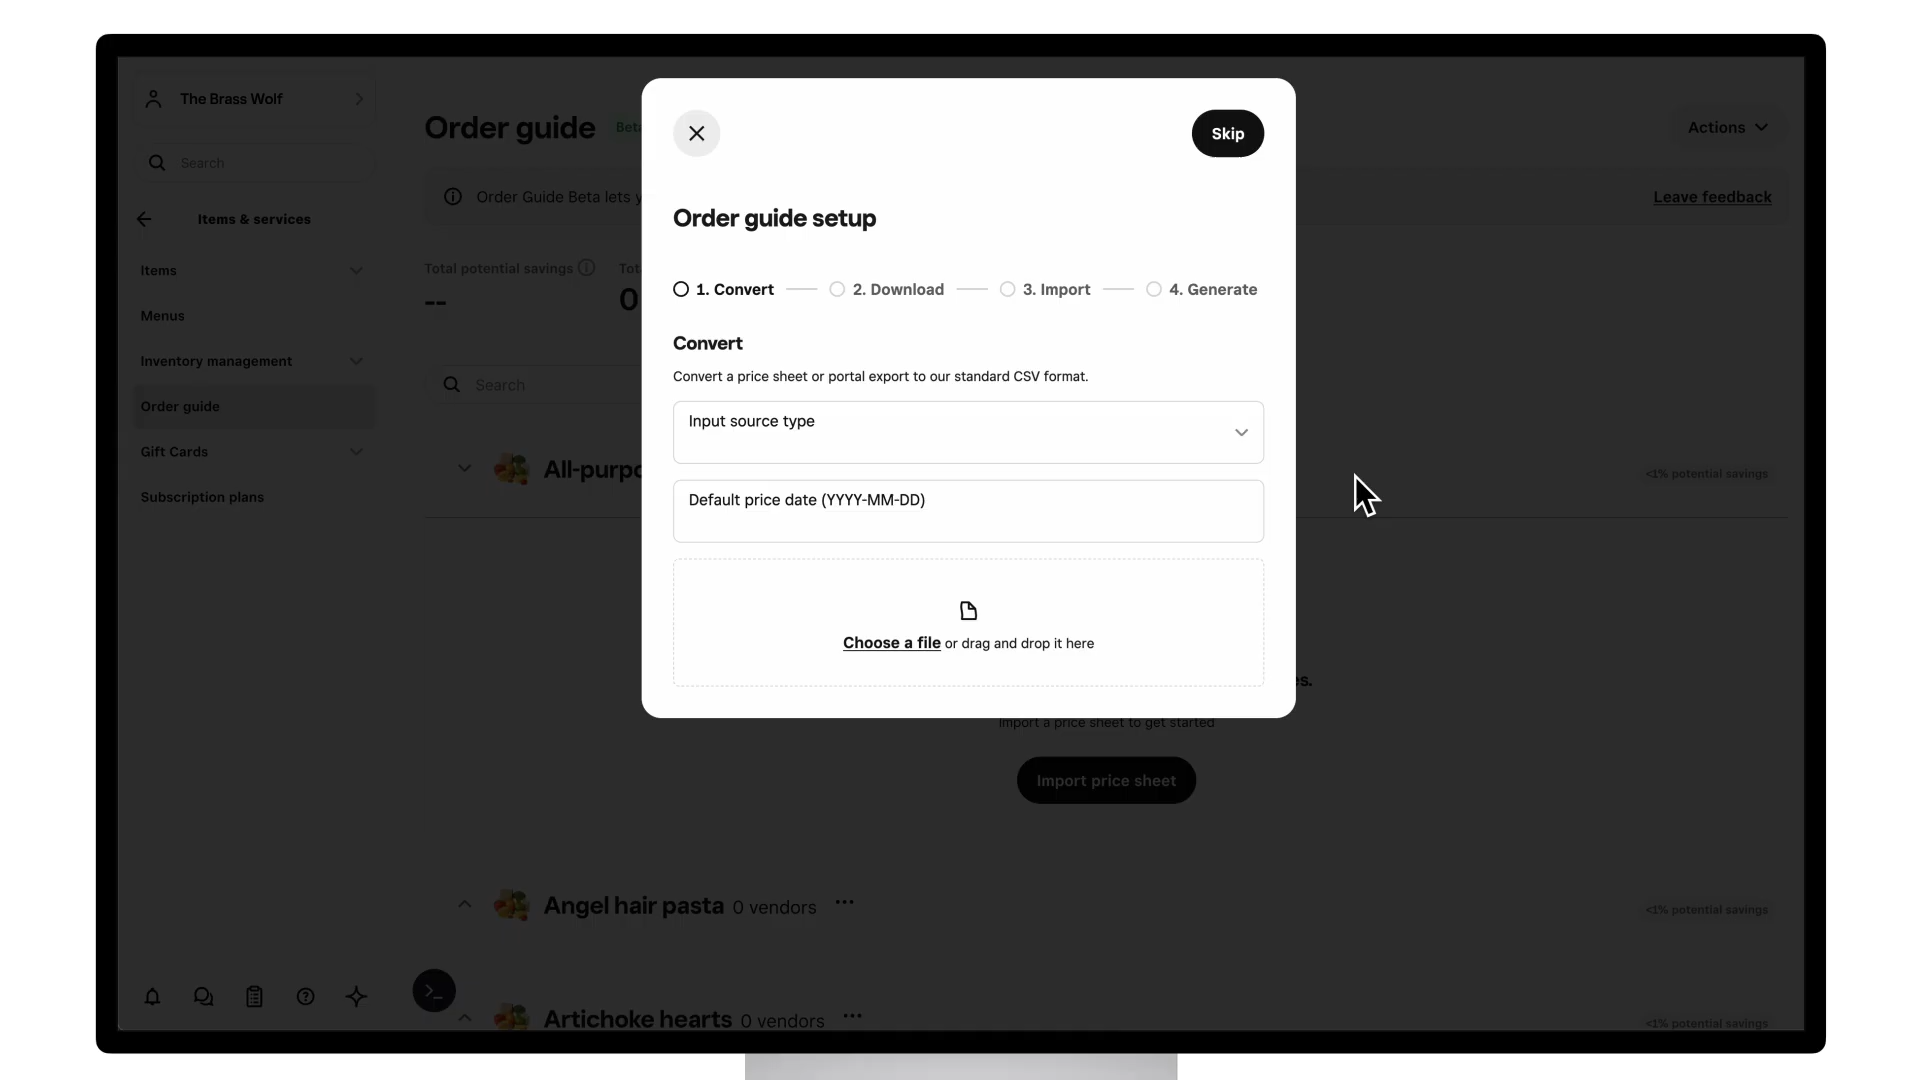 The Brass Wolf
Search
Items & services
Items
Menus
Inventory management
Order guide
Gift Cards
Subscription plans
Order guide
Actions
Order Guide Beta lets
Leave feedback
Total potential savings
--
0
Search
<1% potential savings
Skip
Order guide setup
1. Convert
2. Download
3. Import
4. Generate
Convert
Convert a price sheet or portal export to our standard CSV format.
Input source type
Default price date (YYYY-MM-DD)
Choose a file or drag and drop it here
Import a price sheet to get started
Import price sheet
Angel hair pasta 0 vendors
<1% potential savings
Artichoke hearts 0 vendors
<1% potential savings